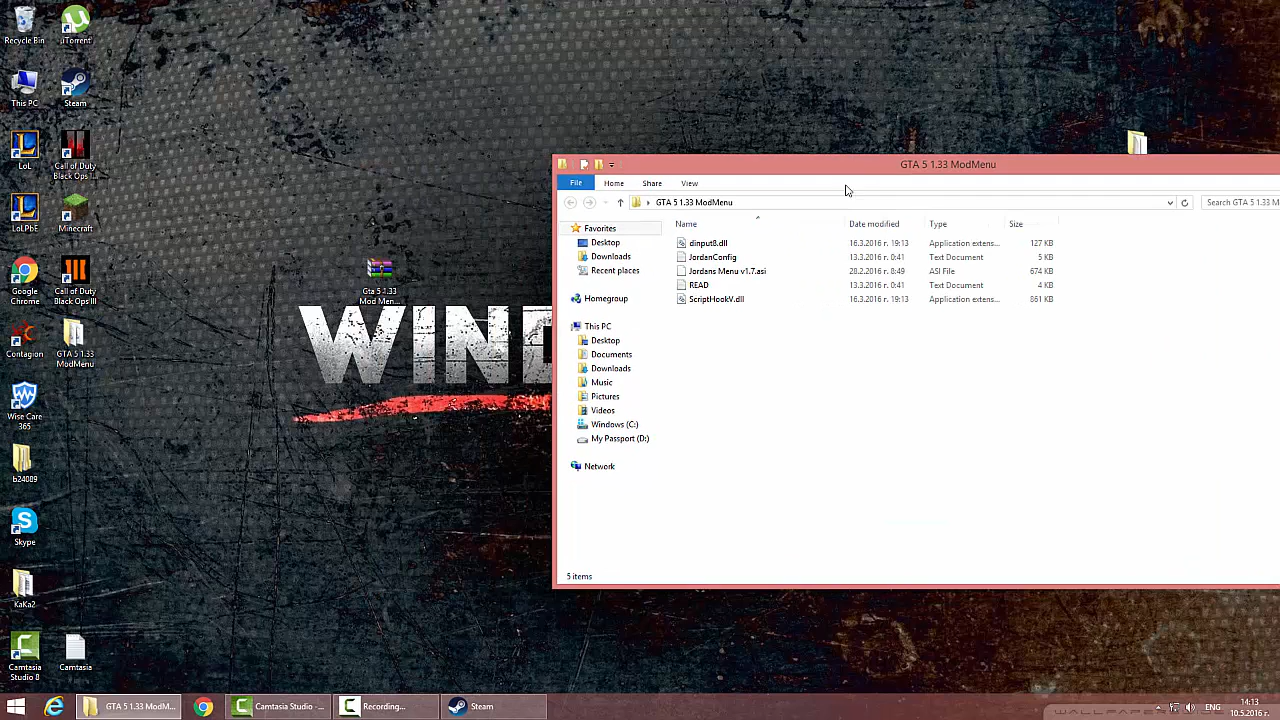 Recycle Bin
µTorrent
This PC
Steam
LoL
Call of Duty
Black Ops I...
LoLPbE
Minecraft
Google
Chrome
Call of Duty
Black Ops III
Contagion
GTA 5 1.33
ModMenu
Wise Care
365
b24089
Skype
KaKa2
Camtasia
Studio 8
Camtasia
Gta 5 1.33
Mod Men...
WIN
GTA 5 1.33 ModMenu
File
Home
Share
View
GTA 5 1.33 ModMenu
Search GTA 5 1.33 M
Name
Date modified
Type
Size
dinput8.dll
16.3.2016 г. 19:13
Application extens...
127 KB
JordanConfig
13.3.2016 г. 0:41
Text Document
5 KB
Jordans Menu v1.7.asi
28.2.2016 г. 8:49
ASI File
674 KB
READ
13.3.2016 г. 0:41
Text Document
4 KB
ScriptHookV.dll
16.3.2016 г. 19:13
Application extens...
861 KB
Favorites
Desktop
Downloads
Recent places
Homegroup
This PC
Desktop
Documents
Downloads
Music
Pictures
Videos
Windows (C:)
My Passport (D:)
Network
5 items
GTA 5 1.33 ModM...
Camtasia Studio -...
Recording...
Steam
ENG
14:13
10.5.2016 г.